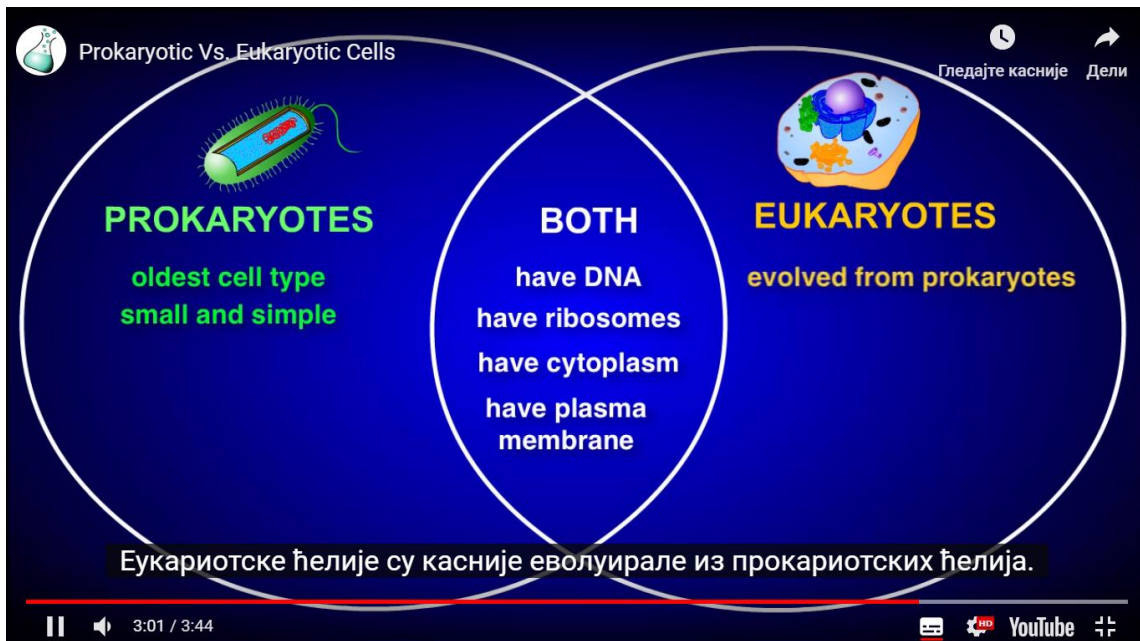 Prokaryotic Vs. Eukaryotic Cells
Гледајте касније
Дели
PROKARYOTES
oldest cell type
small and simple
BOTH
have DNA
have ribosomes
have cytoplasm
have plasma
membrane
EUKARYOTES
evolved from prokaryotes
Еукариотске ћелије су касније еволуирале из прокариотских ћелија.
3:01 / 3:44
HD
YouTube